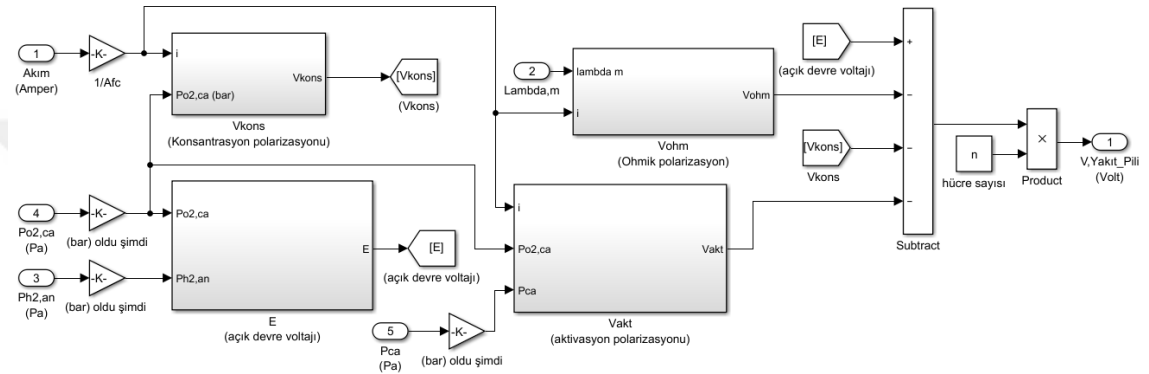 1
Akım
(Amper)
-K-
1/Afc
i
Po2,ca (bar)
Vkons
Vkons
(Konsantrasyon polarizasyonu)
[Vkons]
(Vkons)
2
Lambda,m
lambda m
i
Vohm
Vohm
(Ohmik polarizasyon)
[E]
(açık devre voltajı)
[Vkons]
Vkons
+
−
−
−
Subtract
n
hücre sayısı
×
Product
1
V,Yakıt_Pili
(Volt)
4
Po2,ca
(Pa)
-K-
(bar) oldu şimdi
3
Ph2,an
(Pa)
-K-
(bar) oldu şimdi
Po2,ca
Ph2,an
E
E
(açık devre voltajı)
[E]
(açık devre voltajı)
5
Pca
(Pa)
-K-
(bar) oldu şimdi
i
Po2,ca
Pca
Vakt
Vakt
(aktivasyon polarizasyonu)